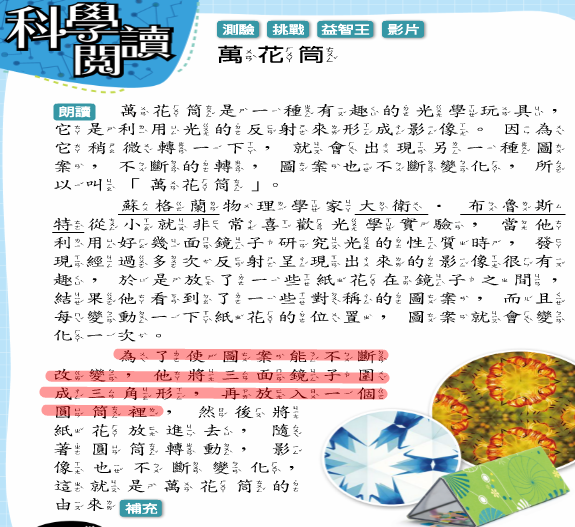 科學閱讀
測驗 挑戰 益智王 影片
萬花筒
朗讀 萬花筒是一種有趣的光學玩具，
它是利用光的反射來形成影像。因為
它稍微轉一下，就會出現另一種圖
案，不斷的轉，圖案也不斷變化，所
以叫「萬花筒」。
蘇格蘭物理學家大衛．布魯斯
特從小就非常喜歡光學實驗，當他
利用好幾面鏡子研究光的性質時，發
現經過多次反射呈現出來的影像很有
趣，於是放了一些紙花在鏡子之間，
結果他看到了一些對稱的圖案，而且
每變動一下紙花的位置，圖案就會變
化一次。
為了使圖案能不斷
改變，他將三面鏡子圍
成三角形，再放入一個
圓筒裡，然後將
紙花放進去，隨
著圓筒轉動，影
像也不斷變化，
這就是萬花筒的
由來 補充